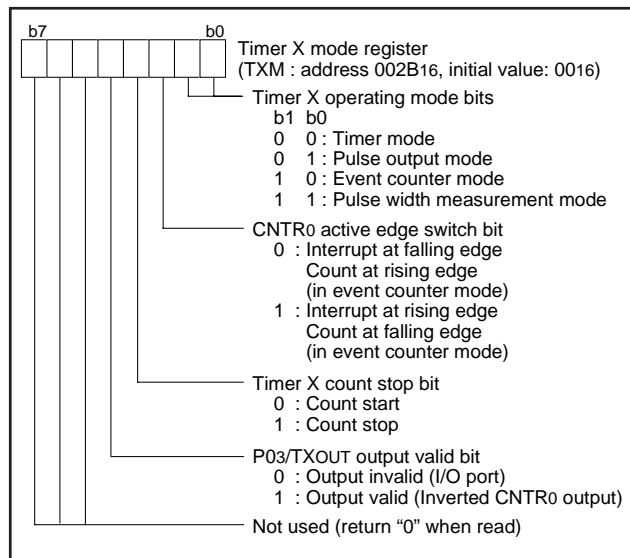 b7 b0
Timer X mode register
(TXM : address 002B16, initial value: 0016)
Timer X operating mode bits
b1 b0
0 0 : Timer mode
0 1 : Pulse output mode
1 0 : Event counter mode
1 1 : Pulse width measurement mode
CNTR0 active edge switch bit
0 : Interrupt at falling edge
Count at rising edge
(in event counter mode)
1 : Interrupt at rising edge
Count at falling edge
(in event counter mode)
Timer X count stop bit
0 : Count start
1 : Count stop
P03/TXOUT output valid bit
0 : Output invalid (I/O port)
1 : Output valid (Inverted CNTR0 output)
Not used (return “0” when read)